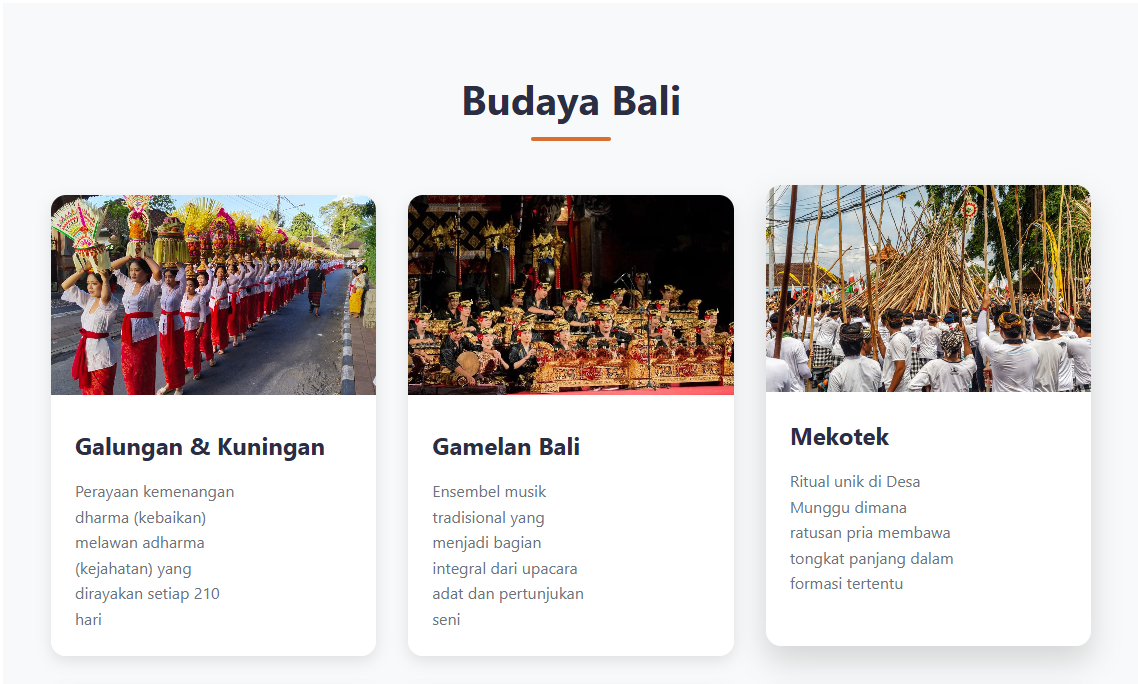 Budaya Bali
Galungan & Kuningan
Perayaan kemenangan
dharma (kebaikan)
melawan adharma
(kejahatan) yang
dirayakan setiap 210
hari
Gamelan Bali
Ensembel musik
tradisional yang
menjadi bagian
integral dari upacara
adat dan pertunjukan
seni
Mekotek
Ritual unik di Desa
Munggu dimana
ratusan pria membawa
tongkat panjang dalam
formasi tertentu